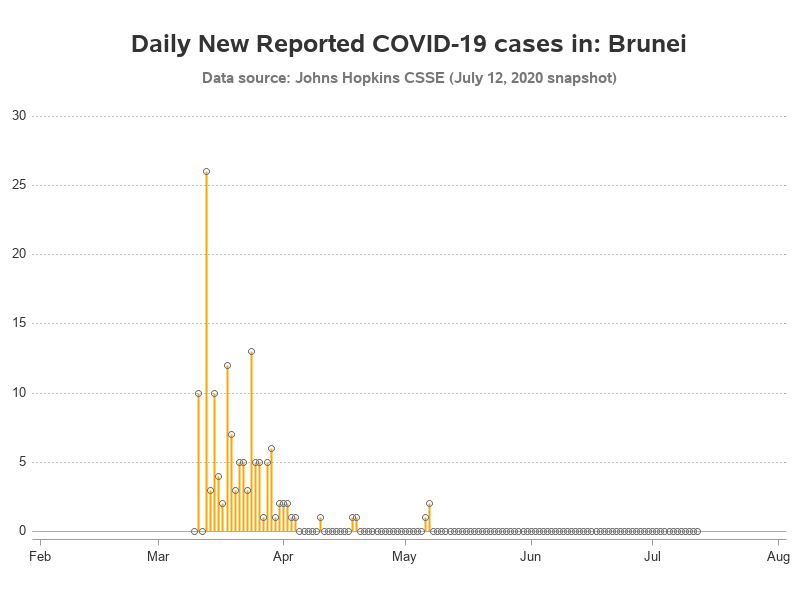 Daily New Reported COVID-19 cases in: Brunei
Data source: Johns Hopkins CSSE (July 12, 2020 snapshot)
30
25
20
15
10
5
0
Feb Mar Apr May Jun Jul Aug